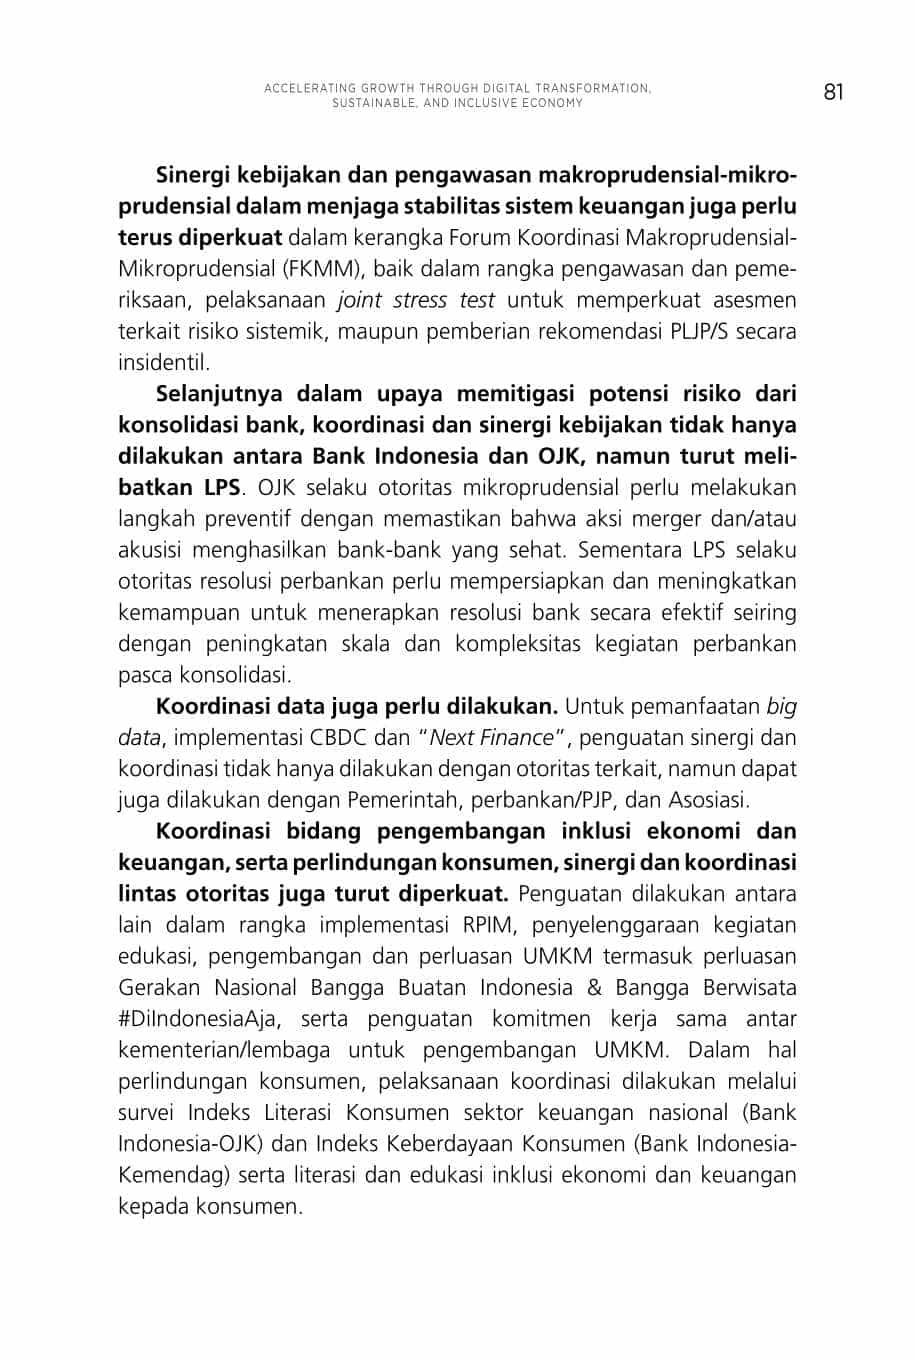 ACCELERATING GROWTH THROUGH DIGITAL TRANSFORMATION,
SUSTAINABLE, AND INCLUSIVE ECONOMY
81
Sinergi kebijakan dan pengawasan makroprudensial-mikro-
prudensial dalam menjaga stabilitas sistem keuangan juga perlu
terus diperkuat dalam kerangka Forum Koordinasi Makroprudensial-
Mikroprudensial (FKMM), baik dalam rangka pengawasan dan peme-
riksaan, pelaksanaan joint stress test untuk memperkuat asesmen
terkait risiko sistemik, maupun pemberian rekomendasi PLJP/S secara
insidentil.
Selanjutnya dalam upaya memitigasi potensi risiko dari
konsolidasi bank, koordinasi dan sinergi kebijakan tidak hanya
dilakukan antara Bank Indonesia dan OJK, namun turut meli-
batkan LPS. OJK selaku otoritas mikroprudensial perlu melakukan
langkah preventif dengan memastikan bahwa aksi merger dan/atau
akusisi menghasilkan bank-bank yang sehat. Sementara LPS selaku
otoritas resolusi perbankan perlu mempersiapkan dan meningkatkan
kemampuan untuk menerapkan resolusi bank secara efektif seiring
dengan peningkatan skala dan kompleksitas kegiatan perbankan
pasca konsolidasi.
Koordinasi data juga perlu dilakukan. Untuk pemanfaatan big
data, implementasi CBDC dan “Next Finance”, penguatan sinergi dan
koordinasi tidak hanya dilakukan dengan otoritas terkait, namun dapat
juga dilakukan dengan Pemerintah, perbankan/PJP, dan Asosiasi.
Koordinasi bidang pengembangan inklusi ekonomi dan
keuangan, serta perlindungan konsumen, sinergi dan koordinasi
lintas otoritas juga turut diperkuat. Penguatan dilakukan antara
lain dalam rangka implementasi RPIM, penyelenggaraan kegiatan
edukasi, pengembangan dan perluasan UMKM termasuk perluasan
Gerakan Nasional Bangga Buatan Indonesia & Bangga Berwisata
#DiIndonesiaAja, serta penguatan komitmen kerja sama antar
kementerian/lembaga untuk pengembangan UMKM. Dalam hal
perlindungan konsumen, pelaksanaan koordinasi dilakukan melalui
survei Indeks Literasi Konsumen sektor keuangan nasional (Bank
Indonesia-OJK) dan Indeks Keberdayaan Konsumen (Bank Indonesia-
Kemendag) serta literasi dan edukasi inklusi ekonomi dan keuangan
kepada konsumen.